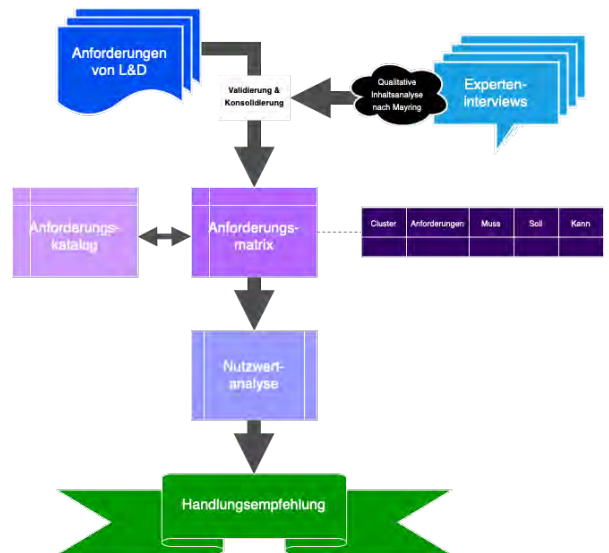 Anforderungen
von L&D
Validierung &
Konsolidierung
Qualitative
Inhaltsanalyse
nach Mayring
Experten-
interviews
Anforderungs-
katalog
Anforderungs-
matrix
Cluster Anforderungen Muss Soll Kann
Nutzwert-
analyse
Handlungsempfehlung